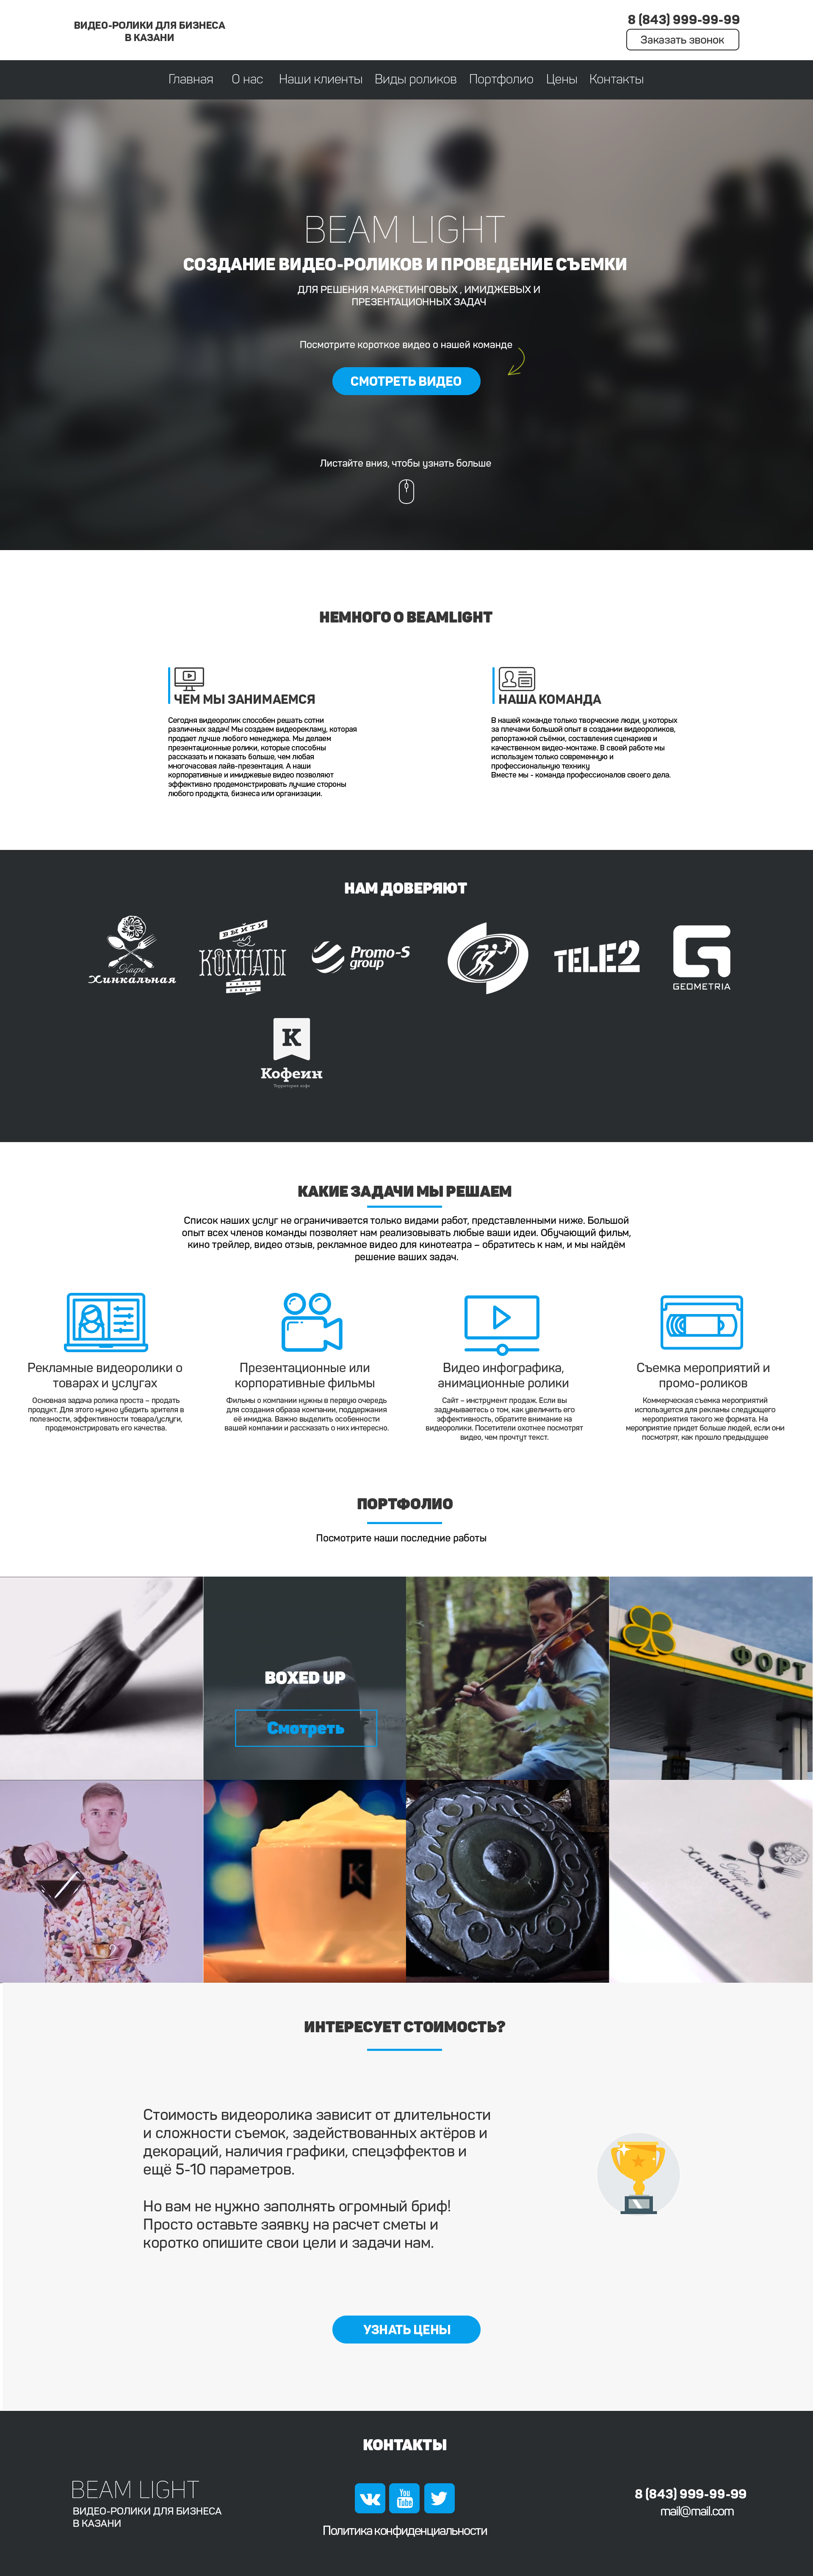 ВИДЕО-РОЛИКИ ДЛЯ БИЗНЕСА
В КАЗАНИ
8 (843) 999-99-99
Заказать звонок
Главная О нас Наши клиенты Виды роликов Портфолио Цены Контакты
BEAM LIGHT
СОЗДАНИЕ ВИДЕО-РОЛИКОВ И ПРОВЕДЕНИЕ СЪЕМКИ
ДЛЯ РЕШЕНИЯ МАРКЕТИНГОВЫХ , ИМИДЖЕВЫХ И
ПРЕЗЕНТАЦИОННЫХ ЗАДАЧ
Посмотрите короткое видео о нашей команде
СМОТРЕТЬ ВИДЕО
Листайте вниз, чтобы узнать больше
НЕМНОГО О BEAMLIGHT
ЧЕМ МЫ ЗАНИМАЕМСЯ
Сегодня видеоролик способен решать сотни
различных задач! Мы создаем видеорекламу, которая
продает лучше любого менеджера. Мы делаем
презентационные ролики, которые способны
рассказать и показать больше, чем любая
многочасовая лайв-презентация. А наши
корпоративные и имиджевые видео позволяют
эффективно продемонстрировать лучшие стороны
любого продукта, бизнеса или организации.
НАША КОМАНДА
В нашей команде только творческие люди, у которых
за плечами большой опыт в создании видеороликов,
репортажной съёмки, составления сценариев и
качественном видео-монтаже. В своей работе мы
используем только современную и
профессиональную технику
Вместе мы - команда профессионалов своего дела.
НАМ ДОВЕРЯЮТ
Кафе
Хинкальная
ВЫЙТИ
ИЗ
КОМНАТЫ
Promo-S
group
TELE2
GEOMETRIA
К
Кофеин
Территория кофе
КАКИЕ ЗАДАЧИ МЫ РЕШАЕМ
Список наших услуг не ограничивается только видами работ, представленными ниже. Большой
опыт всех членов команды позволяет нам реализовывать любые ваши идеи. Обучающий фильм,
кино трейлер, видео отзыв, рекламное видео для кинотеатра – обратитесь к нам, и мы найдём
решение ваших задач.
Рекламные видеоролики о
товарах и услугах
Основная задача ролика проста – продать
продукт. Для этого нужно убедить зрителя в
полезности, эффективности товара/услуги,
продемонстрировать его качества.
Презентационные или
корпоративные фильмы
Фильмы о компании нужны в первую очередь
для создания образа компании, поддержания
её имиджа. Важно выделить особенности
вашей компании и рассказать о них интересно.
Видео инфографика,
анимационные ролики
Сайт – инструмент продаж. Если вы
задумываетесь о том, как увеличить его
эффективность, обратите внимание на
видеоролики. Посетители охотнее посмотрят
видео, чем прочтут текст.
Съемка мероприятий и
промо-роликов
Коммерческая съемка мероприятий
используется для рекламы следующего
мероприятия такого же формата. На
мероприятие придет больше людей, если они
посмотрят, как прошло предыдущее
ПОРТФОЛИО
Посмотрите наши последние работы
BOXED UP
Смотреть
ФОРТ
К
Кафе
Хинкальная
ИНТЕРЕСУЕТ СТОИМОСТЬ?
Стоимость видеоролика зависит от длительности
и сложности съемок, задействованных актёров и
декораций, наличия графики, спецэффектов и
ещё 5-10 параметров.
Но вам не нужно заполнять огромный бриф!
Просто оставьте заявку на расчет сметы и
коротко опишите свои цели и задачи нам.
УЗНАТЬ ЦЕНЫ
КОНТАКТЫ
BEAM LIGHT
ВИДЕО-РОЛИКИ ДЛЯ БИЗНЕСА
В КАЗАНИ
You
Tube
Политика конфиденциальности
8 (843) 999-99-99
mail@mail.com